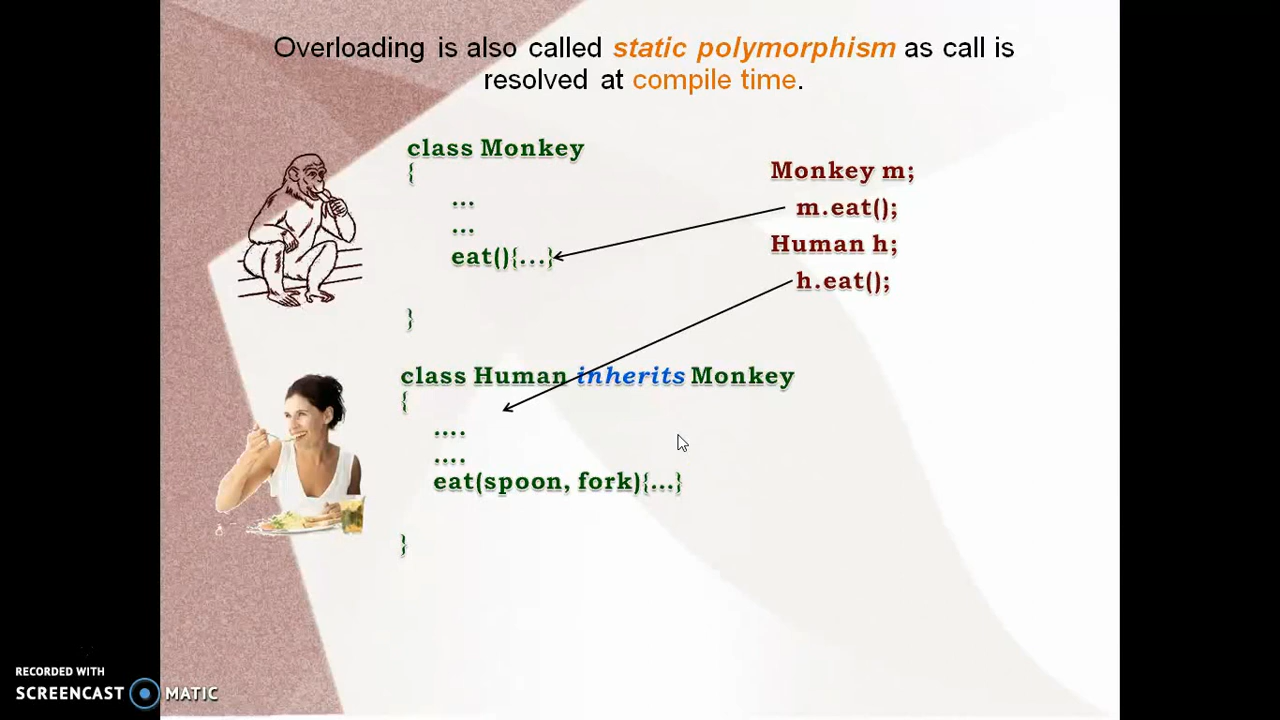 Overloading is also called static polymorphism as call is
resolved at compile time.
class Monkey
{
...
...
eat(){...}
}
Monkey m;
m.eat();
Human h;
h.eat();
class Human inherits Monkey
{
....
....
eat(spoon, fork){...}
}
RECORDED WITH
SCREENCAST MATIC